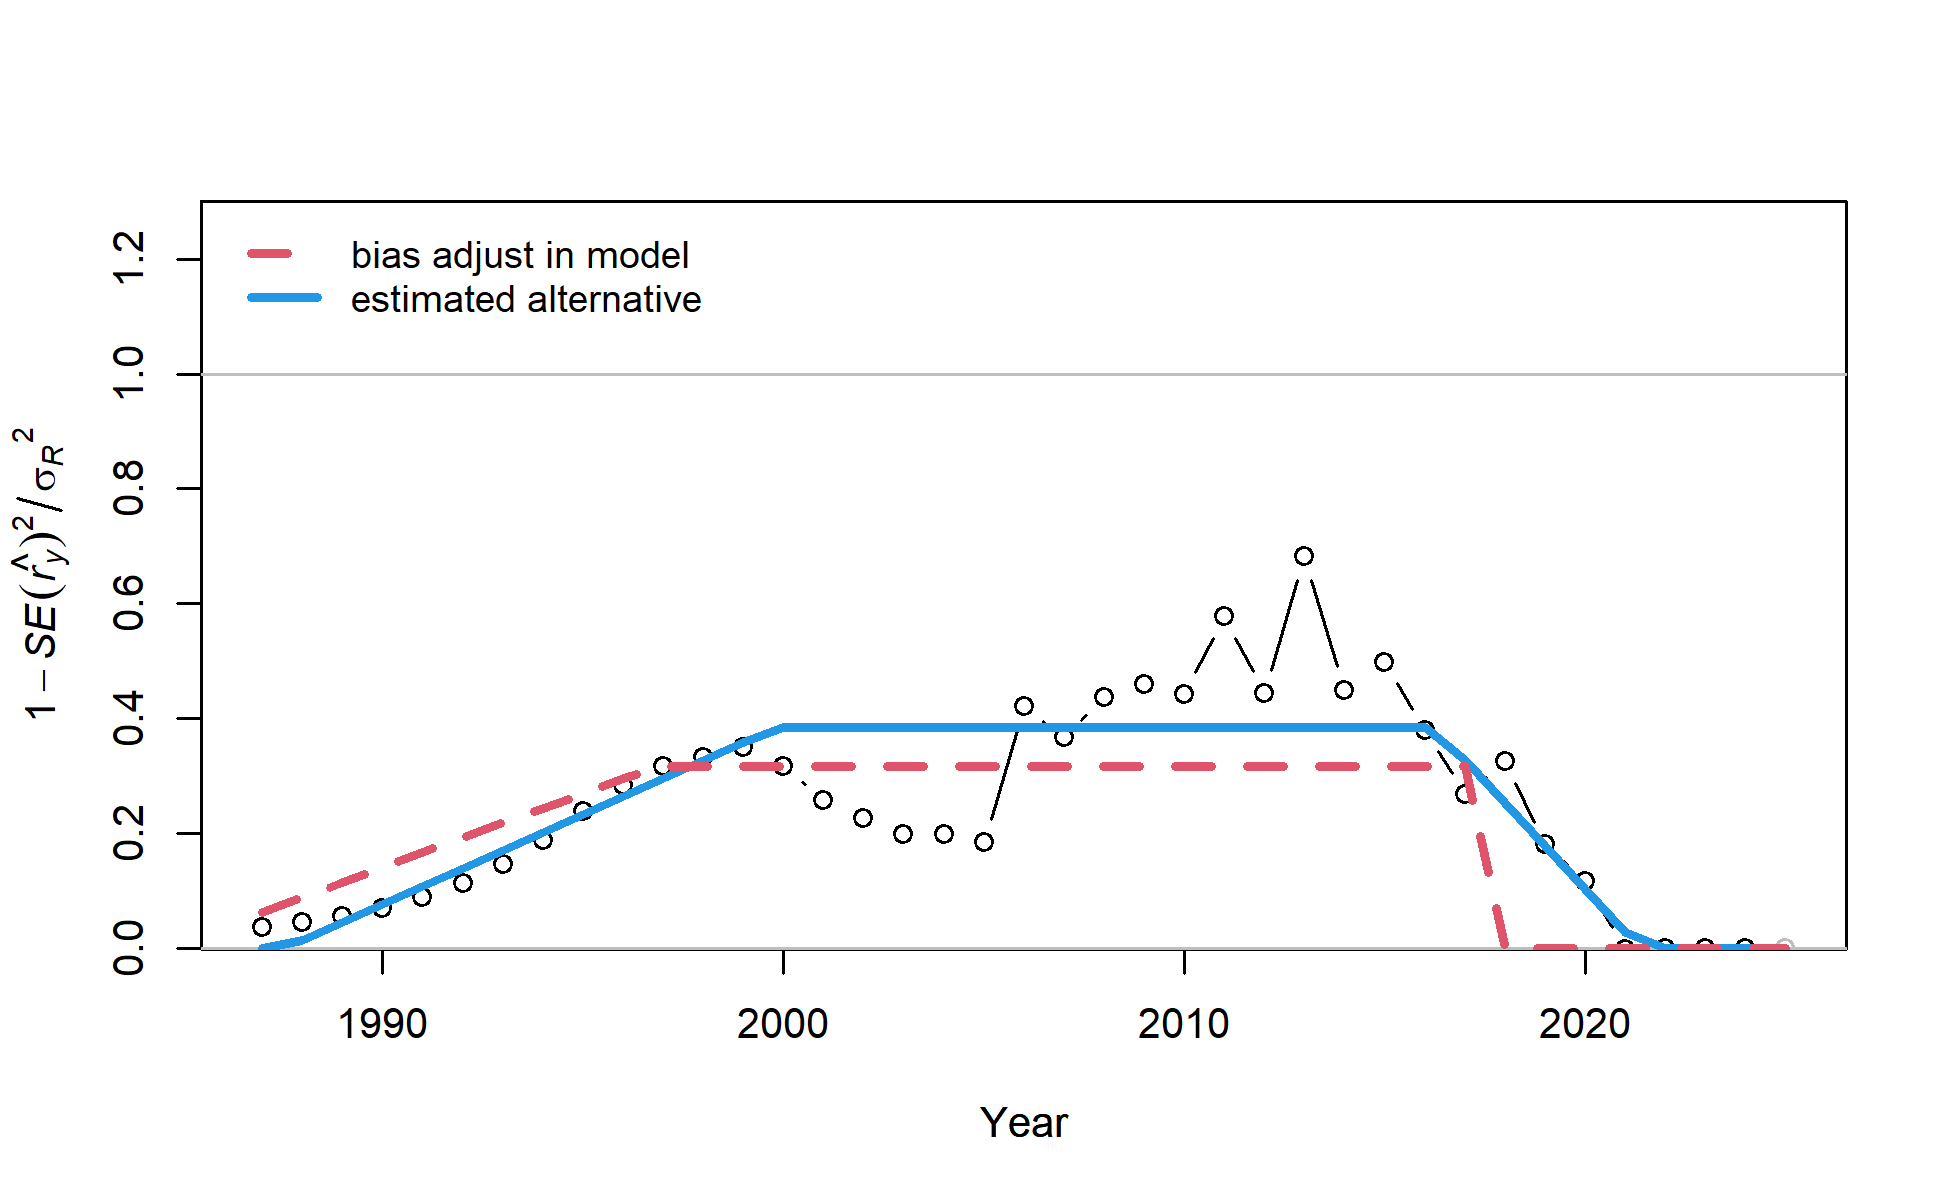 bias adjust in model
estimated alternative
1 − SE(r̂y)² / σR²
1.2
1.0
0.8
0.6
0.4
0.2
0.0
1990 2000 2010 2020
Year